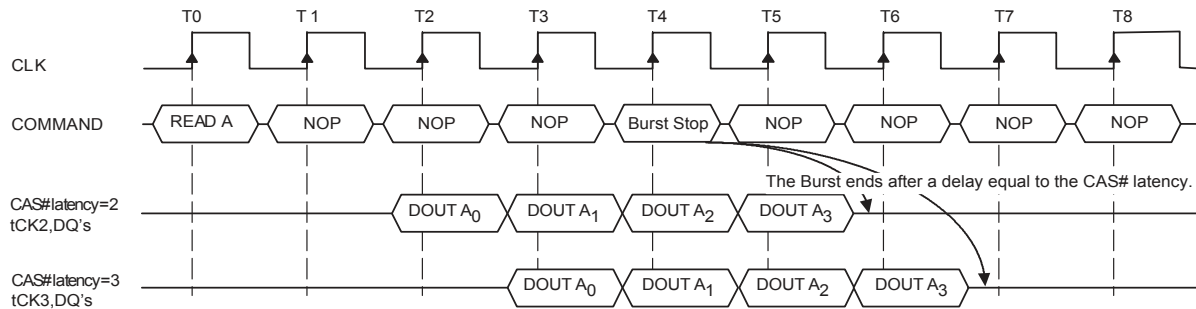 T0 T 1 T2 T3 T4 T5 T6 T7 T8
CLK
COMMAND READ A NOP NOP NOP Burst Stop NOP NOP NOP NOP
The Burst ends after a delay equal to the CAS# latency.
CAS# latency=2
tCK2,DQ's
DOUT A0 DOUT A1 DOUT A2 DOUT A3
CAS# latency=3
tCK3,DQ's
DOUT A0 DOUT A1 DOUT A2 DOUT A3